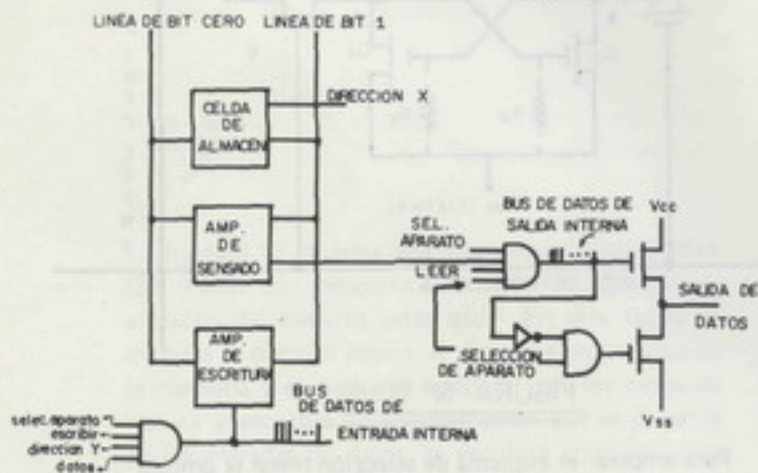 LINEA DE BIT CERO LINEA DE BIT 1
DIRECCION X
CELDA
DE
ALMACEN
AMP.
DE
SENSADO
SEL.
APARATO
LEER
BUS DE DATOS DE
SALIDA INTERNA
Vcc
SALIDA DE
DATOS
SELECCION
DE APARATO
Vss
AMP.
DE
ESCRITURA
BUS
DE DATOS DE
ENTRADA INTERNA
selet. aparato
escribir
direccion Y
datos